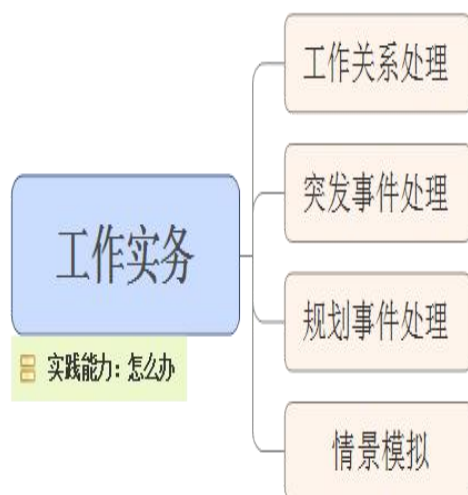 工作实务
实践能力：怎么办
工作关系处理
突发事件处理
规划事件处理
情景模拟